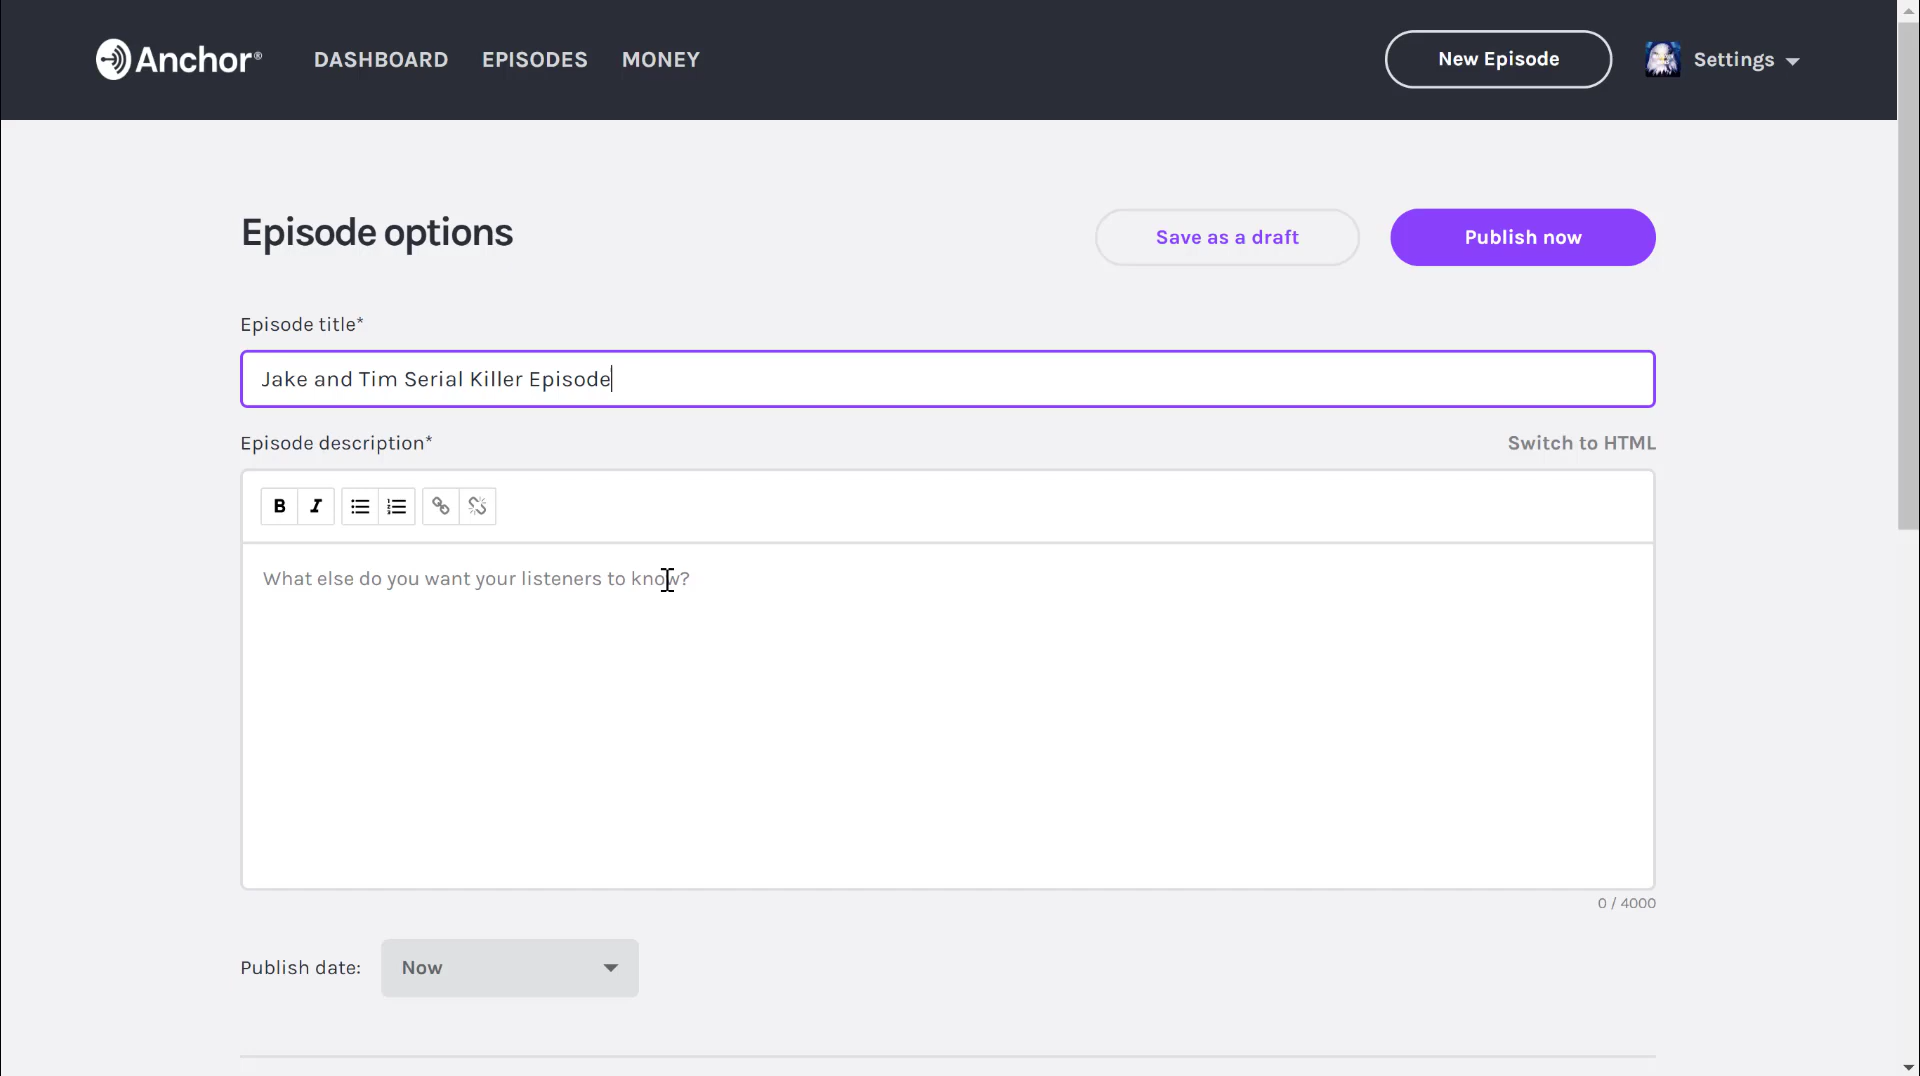 Anchor® DASHBOARD EPISODES MONEY New Episode Settings
Episode options Save as a draft Publish now
Episode title*
Jake and Tim Serial Killer Episode
Episode description* Switch to HTML
B I
What else do you want your listeners to know?
0 / 4000
Publish date: Now